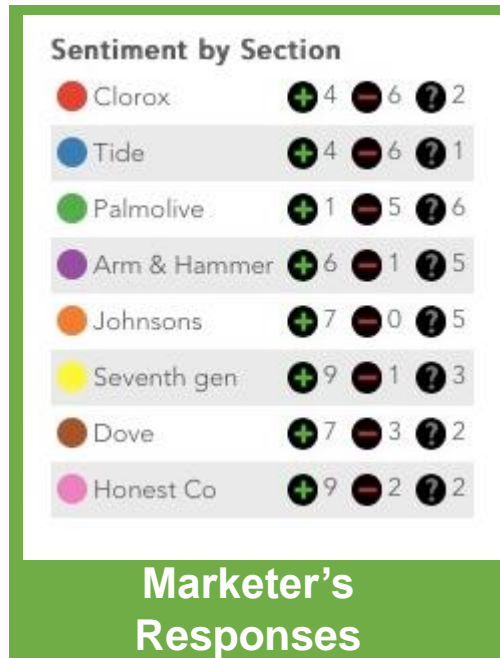 Sentiment by Section
Clorox + 4 − 6 ? 2
Tide + 4 − 6 ? 1
Palmolive + 1 − 5 ? 6
Arm & Hammer + 6 − 1 ? 5
Johnsons + 7 − 0 ? 5
Seventh gen + 9 − 1 ? 3
Dove + 7 − 3 ? 2
Honest Co + 9 − 2 ? 2
Marketer’s
Responses